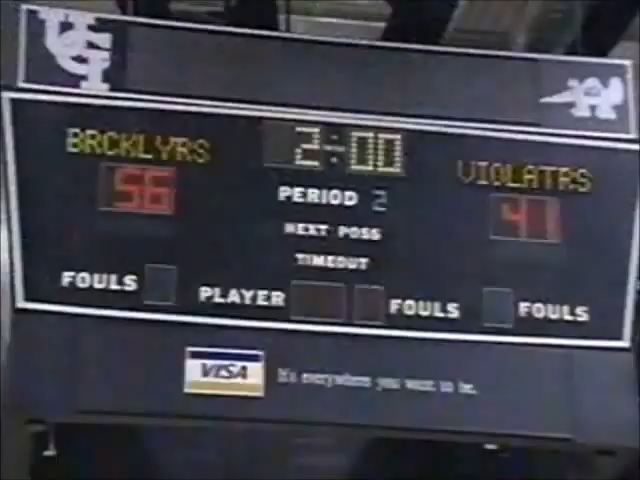 UCI
BRCKLYRS 2:00 VIOLATRS
56 PERIOD 2 41
NEXT POSS
TIMEOUT
FOULS PLAYER FOULS FOULS
VISA It's everywhere you want to be.